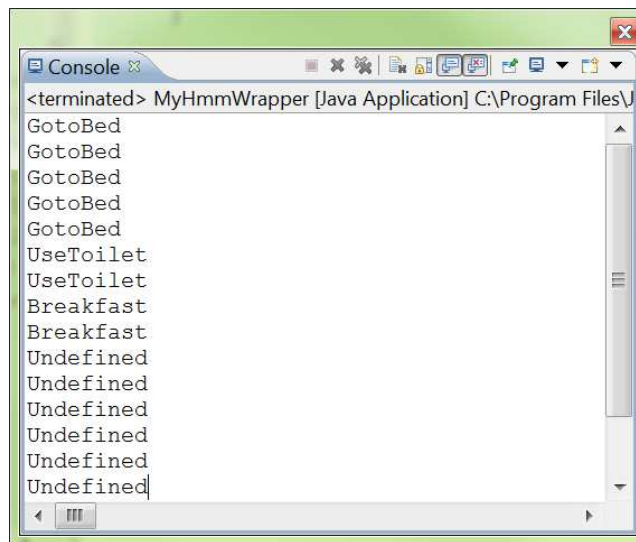 Console
<terminated> MyHmmWrapper [Java Application] C:\Program Files\J
GotoBed
GotoBed
GotoBed
GotoBed
GotoBed
UseToilet
UseToilet
Breakfast
Breakfast
Undefined
Undefined
Undefined
Undefined
Undefined
Undefined